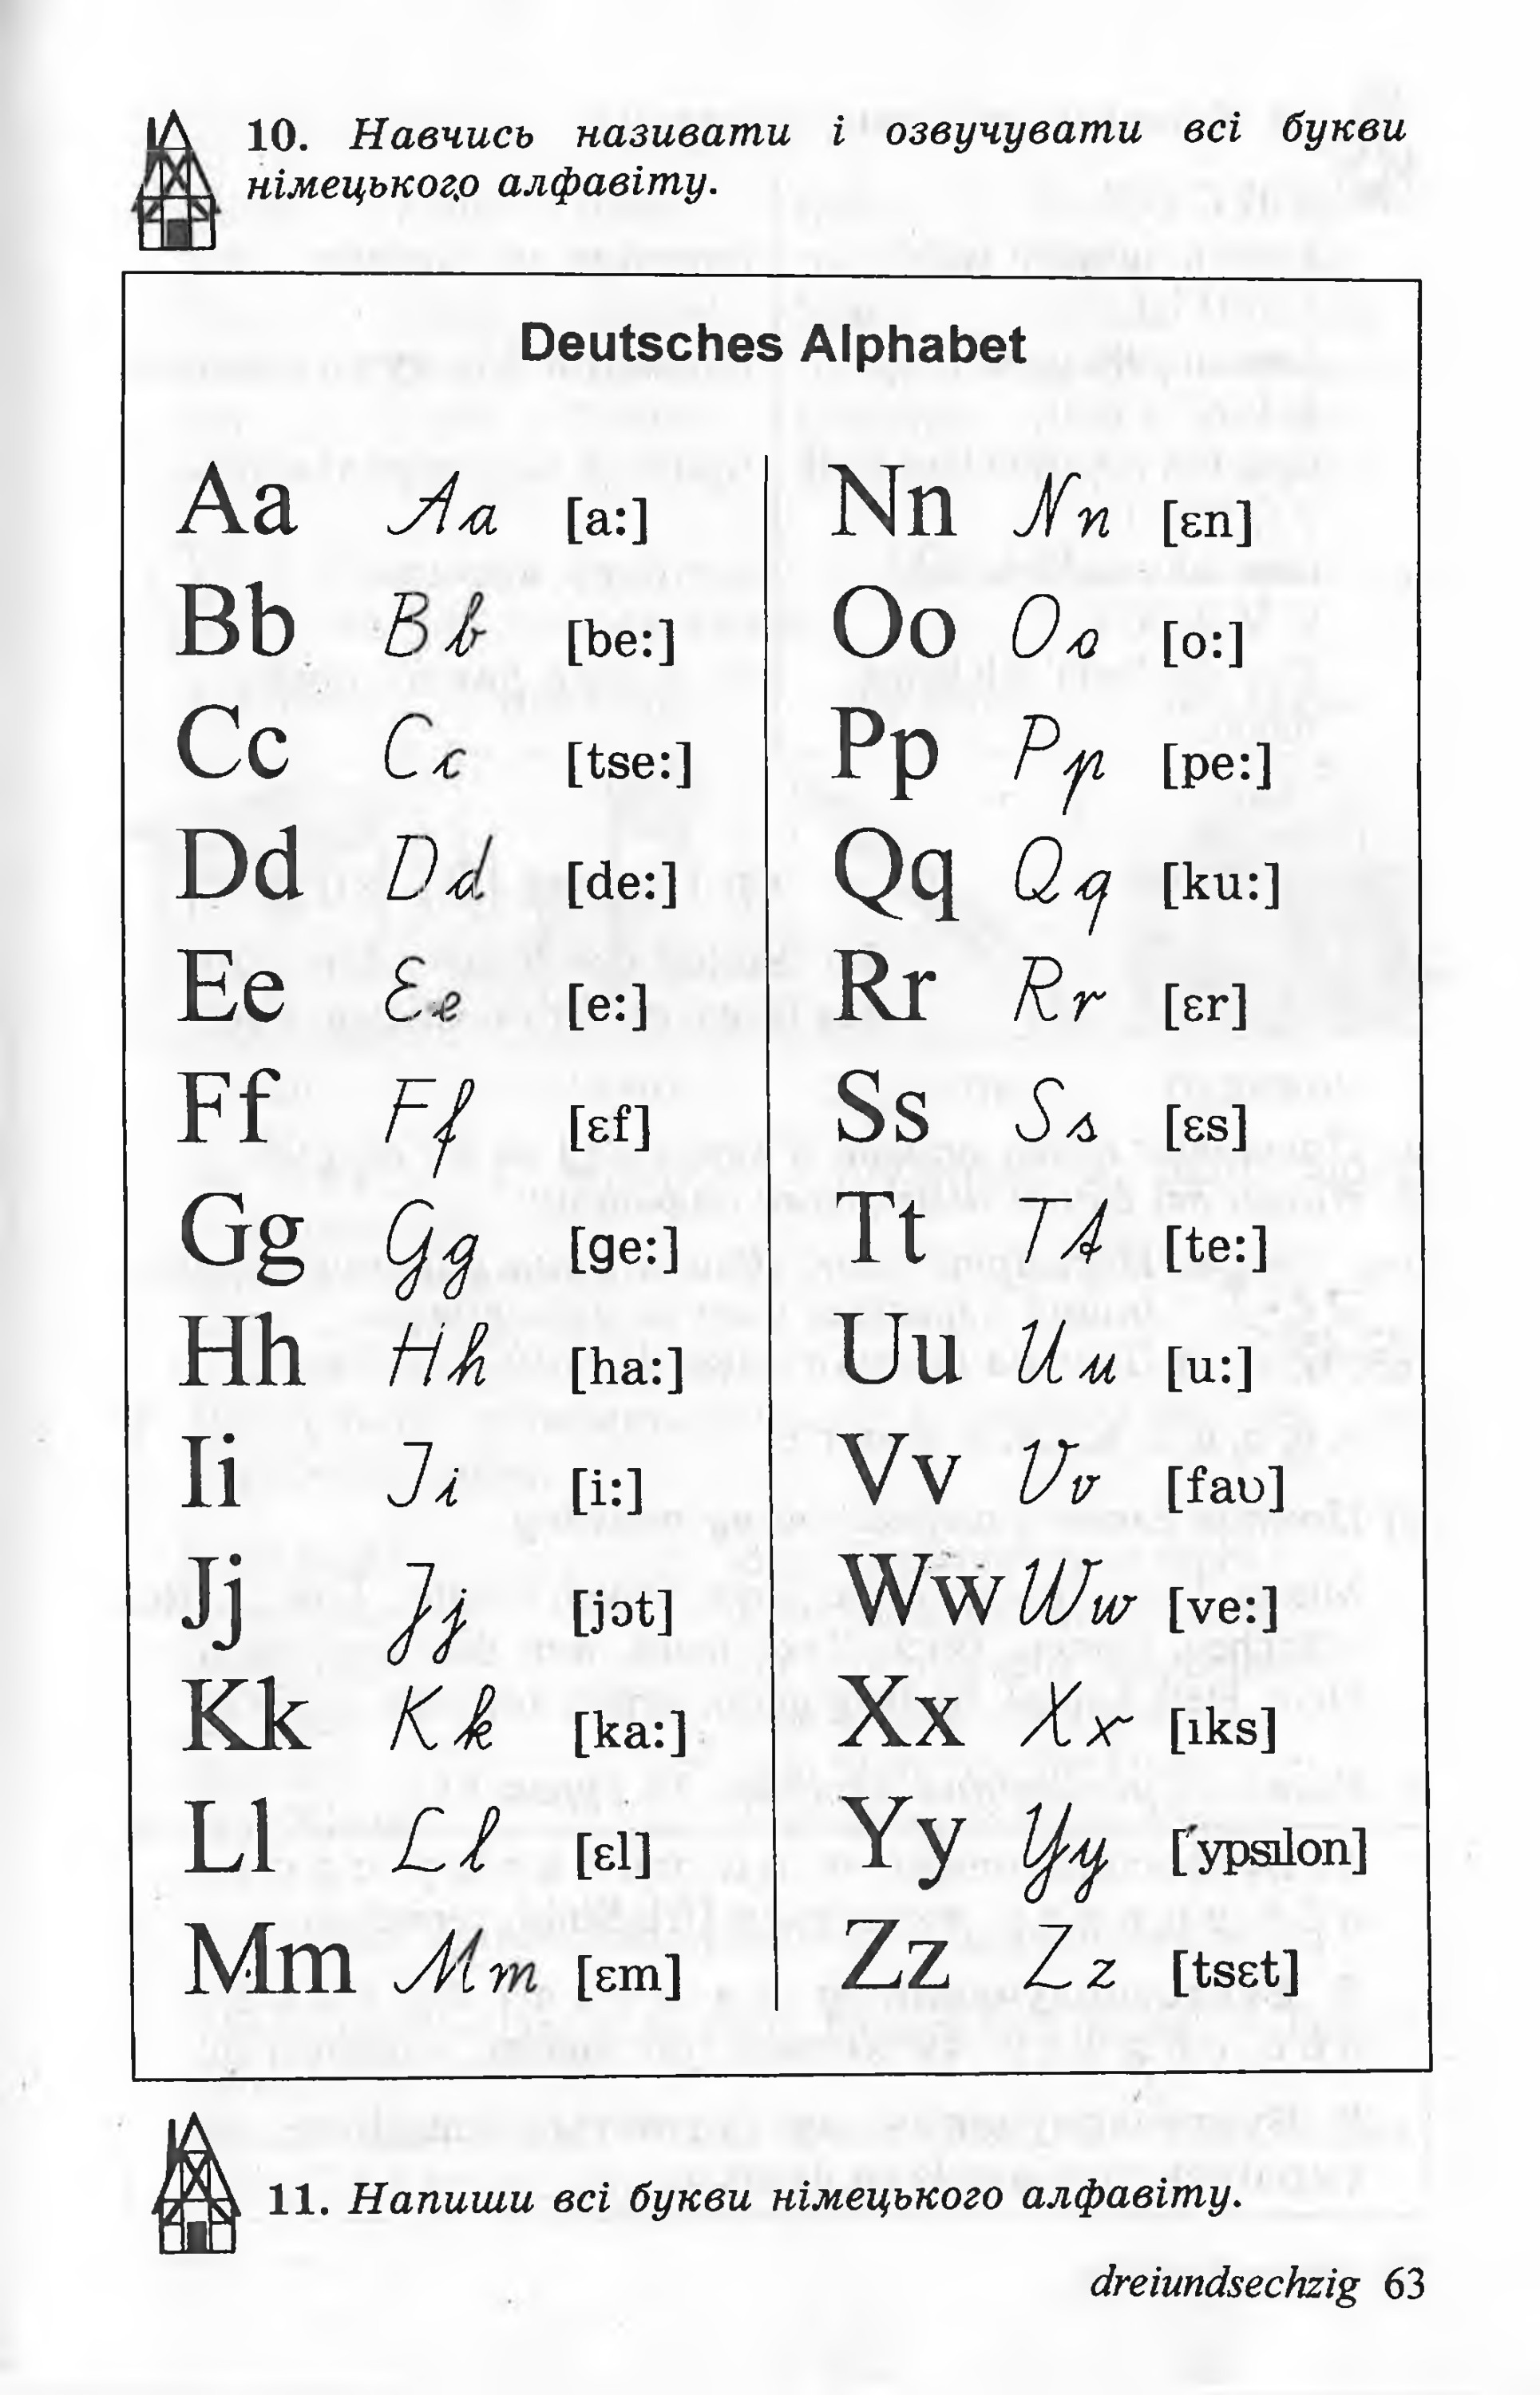 10. Навчись називати і озвучувати всі букви
німецького алфавіту.
Deutsches Alphabet
Aa Aa [a:]
Bb Bb [be:]
Cc Cc [tse:]
Dd Dd [de:]
Ee Ee [e:]
Ff Ff [ɛf]
Gg Gg [ge:]
Hh Hh [ha:]
Ii Ii [i:]
Jj Jj [jɔt]
Kk Kk [ka:]
Ll Ll [ɛl]
Mm Mm [ɛm]
Nn Nn [ɛn]
Oo Oo [o:]
Pp Pp [pe:]
Qq Qq [ku:]
Rr Rr [ɛr]
Ss Ss [ɛs]
Tt Tt [te:]
Uu Uu [u:]
Vv Vv [faʊ]
Ww Ww [ve:]
Xx Xx [ıks]
Yy Yy ['ypsılon]
Zz Zz [tsɛt]
11. Напиши всі букви німецького алфавіту.
dreiundsechzig 63